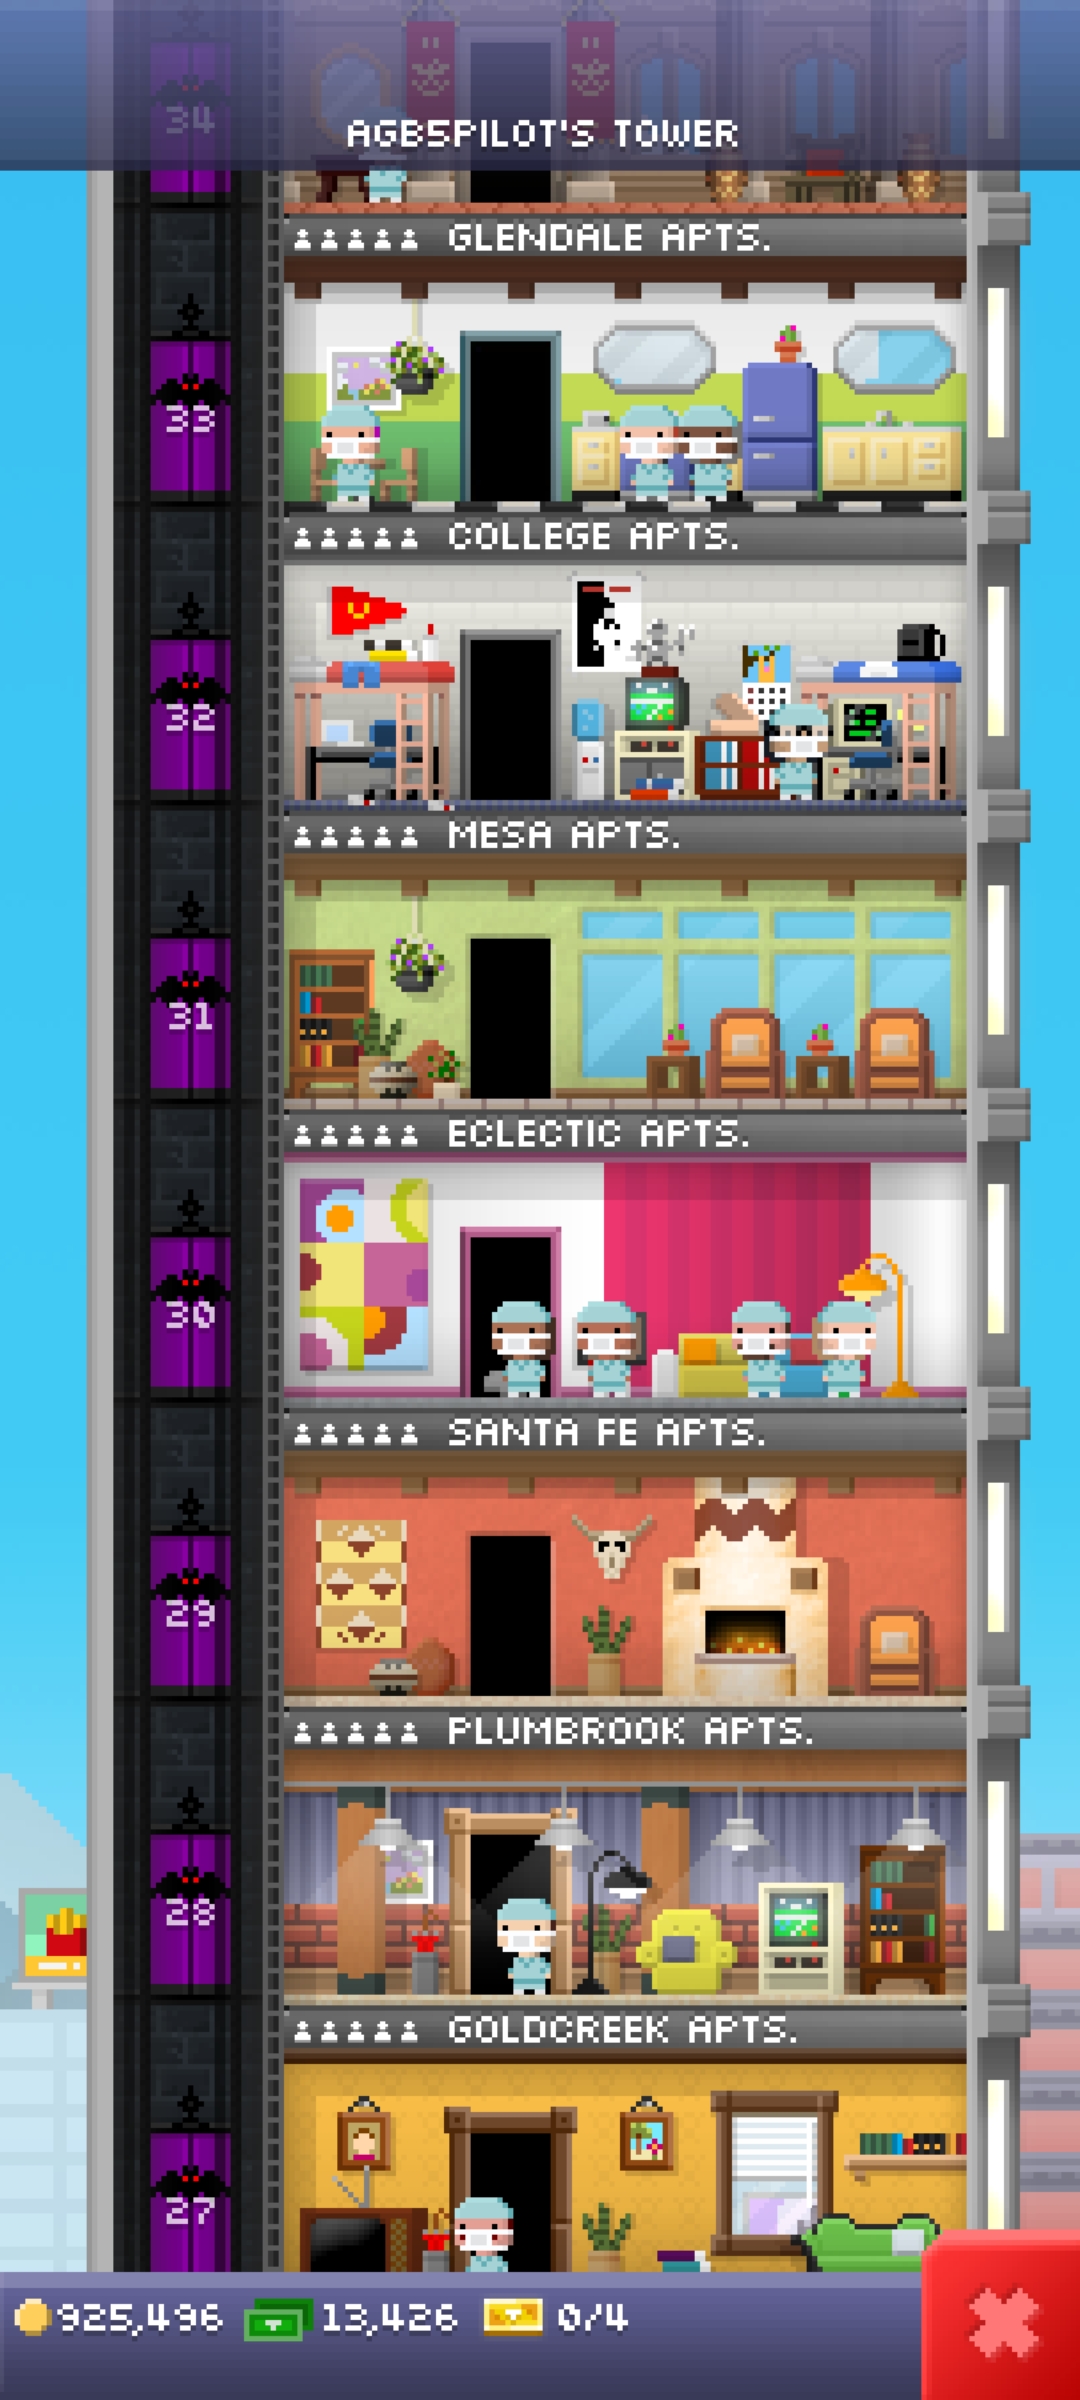 34
AGB5PILOT'S TOWER
GLENDALE APTS.
33
COLLEGE APTS.
32
MESA APTS.
31
ECLECTIC APTS.
30
SANTA FE APTS.
29
PLUMBROOK APTS.
28
GOLDCREEK APTS.
27
925,496 13,426 0/4